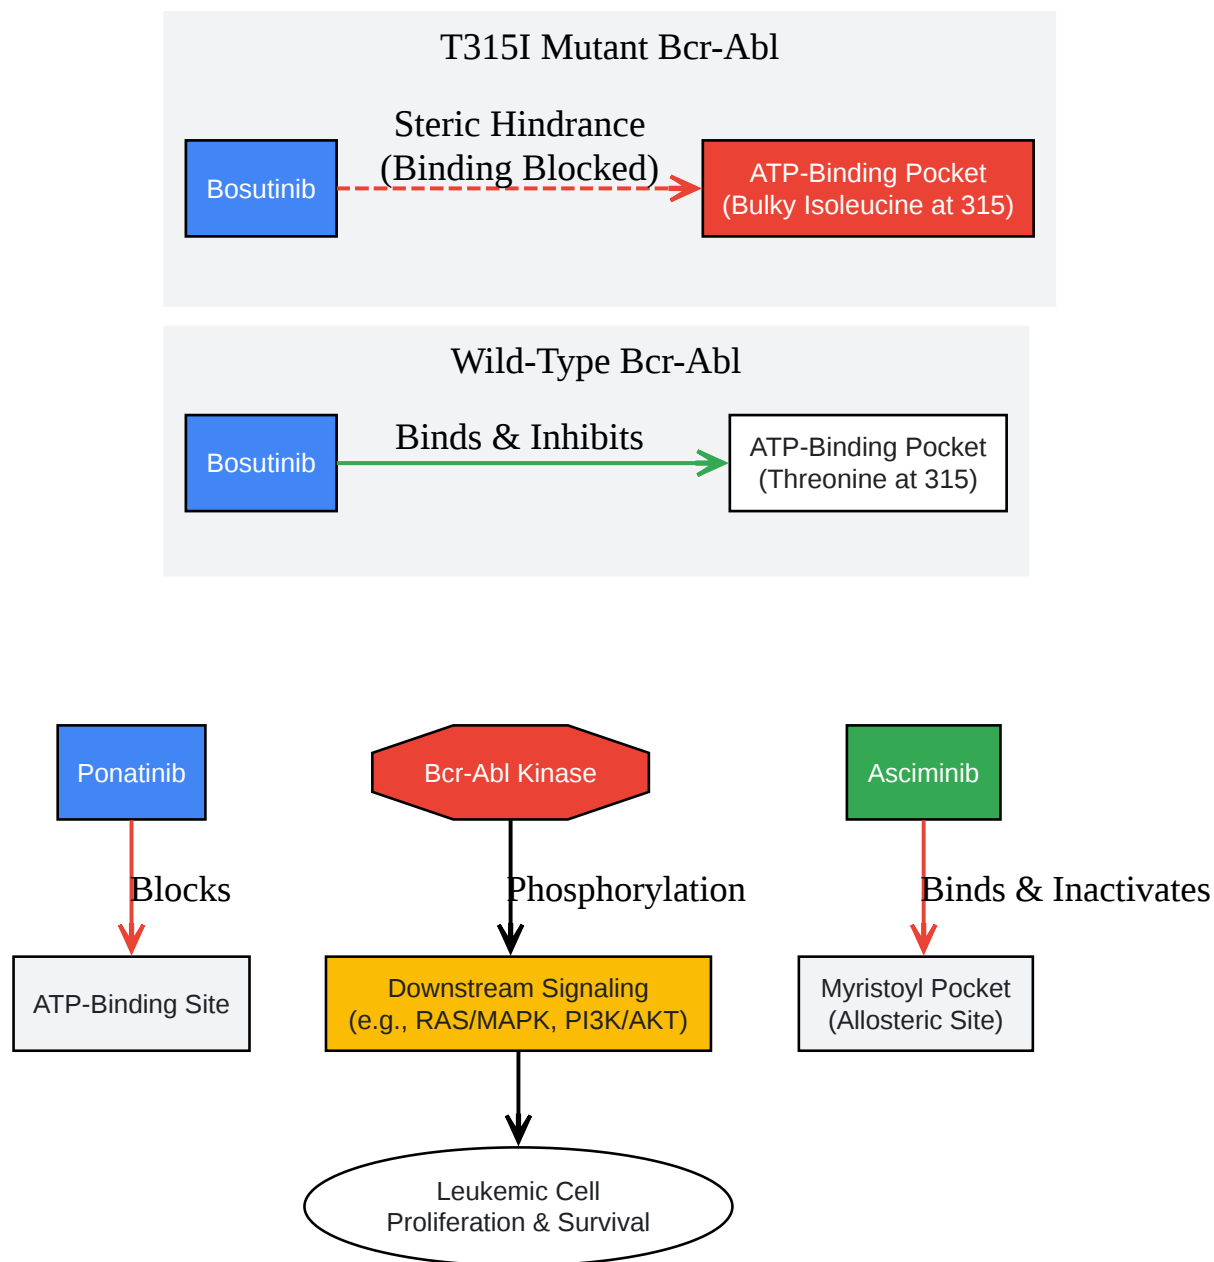 T315I Mutant Bcr-Abl
Steric Hindrance
(Binding Blocked)
Bosutinib
ATP-Binding Pocket
(Bulky Isoleucine at 315)
Wild-Type Bcr-Abl
Binds & Inhibits
Bosutinib
ATP-Binding Pocket
(Threonine at 315)
Ponatinib
Bcr-Abl Kinase
Asciminib
Blocks
Phosphorylation
Binds & Inactivates
ATP-Binding Site
Downstream Signaling
(e.g., RAS/MAPK, PI3K/AKT)
Myristoyl Pocket
(Allosteric Site)
Leukemic Cell
Proliferation & Survival